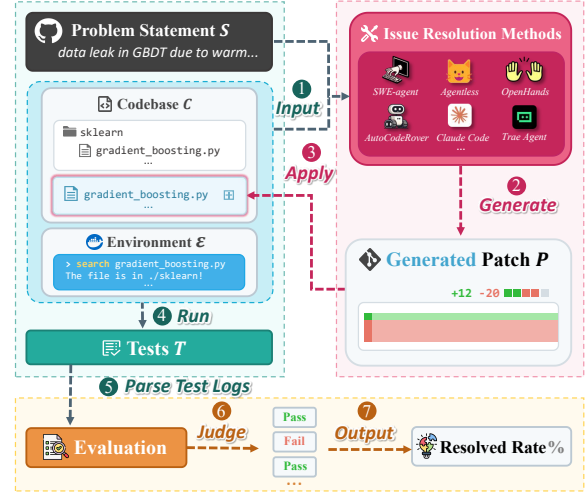 Problem Statement S
data leak in GBDT due to warm...
Codebase C
sklearn
gradient_boosting.py
...
gradient_boosting.py
...
Environment ε
> search gradient_boosting.py
The file is in ./sklearn!
1
Input
Issue Resolution Methods
SWE-agent
Agentless
OpenHands
AutoCodeRover
Claude Code
Trae Agent
...
2
Generate
3
Apply
Generated Patch P
+12 -20
4 Run
Tests T
5 Parse Test Logs
Evaluation
6
Judge
Pass
Fail
Pass
...
7
Output
Resolved Rate%